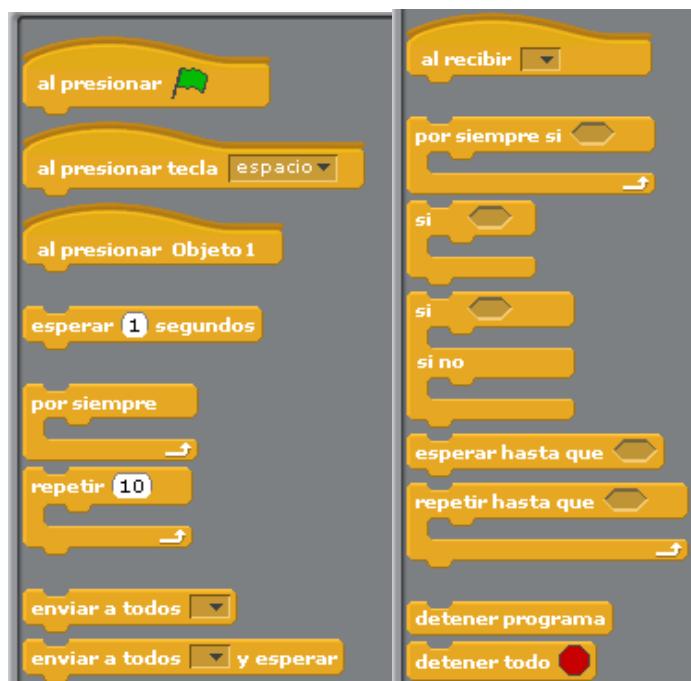 al presionar
al presionar tecla espacio
al presionar Objeto1
esperar 1 segundos
por siempre
repetir 10
enviar a todos
enviar a todos y esperar
al recibir
por siempre si
si
si
si no
esperar hasta que
repetir hasta que
detener programa
detener todo